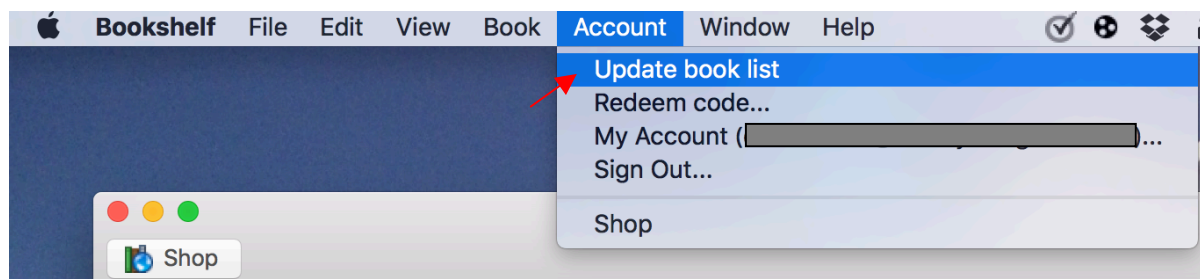 Bookshelf File Edit View Book Account Window Help
Update book list
Redeem code...
My Account ( )...
Sign Out...
Shop
Shop